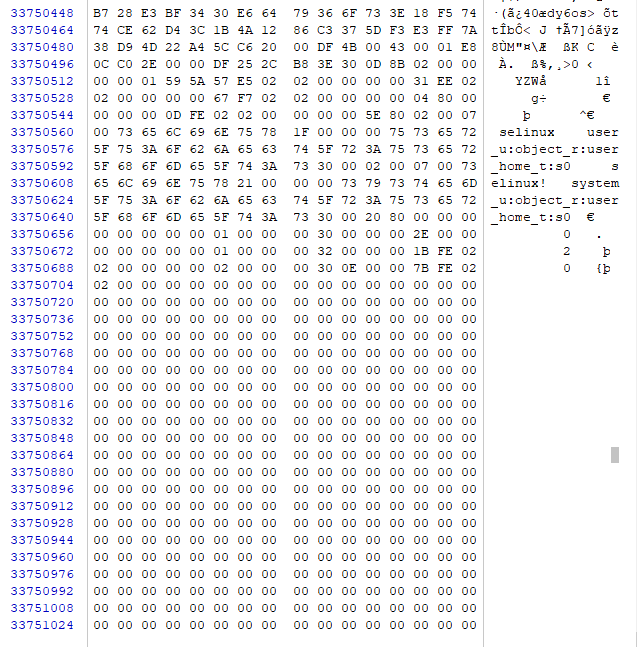 33750448 B7 28 E3 BF 34 30 E6 64 79 36 6F 73 3E 18 F5 74 ·(ã¿40ædy6os> õt
33750464 74 CE 62 D4 3C 1B 4A 12 86 C3 37 5D F3 E3 FF 7A tÎbÔ< J †Ã7]óãÿz
33750480 38 D9 4D 22 A4 5C C6 20 00 DF 4B 00 43 00 01 E8 8ÙM"¤\Æ ßK C è
33750496 0C C0 2E 00 00 DF 25 2C B8 3E 30 0D 8B 02 00 00 À. ß%,¸>0 ‹
33750512 00 00 01 59 5A 57 E5 02 02 00 00 00 00 31 EE 02 YZWå 1î
33750528 02 00 00 00 00 67 F7 02 02 00 00 00 00 04 80 00 g÷ €
33750544 00 00 00 0D FE 02 02 00 00 00 00 5E 80 02 00 07 þ ^€
33750560 00 73 65 6C 69 6E 75 78 1F 00 00 00 75 73 65 72 selinux user
33750576 5F 75 3A 6F 62 6A 65 63 74 5F 72 3A 75 73 65 72 _u:object_r:user
33750592 5F 68 6F 6D 65 5F 74 3A 73 30 00 02 00 07 00 73 _home_t:s0 s
33750608 65 6C 69 6E 75 78 21 00 00 00 73 79 73 74 65 6D elinux! system
33750624 5F 75 3A 6F 62 6A 65 63 74 5F 72 3A 75 73 65 72 _u:object_r:user
33750640 5F 68 6F 6D 65 5F 74 3A 73 30 00 20 80 00 00 00 _home_t:s0 €
33750656 00 00 00 00 00 01 00 00 00 30 00 00 00 2E 00 00 0 .
33750672 00 00 00 00 00 01 00 00 00 32 00 00 00 1B FE 02 2 þ
33750688 02 00 00 00 00 02 00 00 00 30 0E 00 00 7B FE 02 0 {þ
33750704 02 00 00 00 00 00 00 00 00 00 00 00 00 00 00 00
33750720 00 00 00 00 00 00 00 00 00 00 00 00 00 00 00 00
33750736 00 00 00 00 00 00 00 00 00 00 00 00 00 00 00 00
33750752 00 00 00 00 00 00 00 00 00 00 00 00 00 00 00 00
33750768 00 00 00 00 00 00 00 00 00 00 00 00 00 00 00 00
33750784 00 00 00 00 00 00 00 00 00 00 00 00 00 00 00 00
33750800 00 00 00 00 00 00 00 00 00 00 00 00 00 00 00 00
33750816 00 00 00 00 00 00 00 00 00 00 00 00 00 00 00 00
33750832 00 00 00 00 00 00 00 00 00 00 00 00 00 00 00 00
33750848 00 00 00 00 00 00 00 00 00 00 00 00 00 00 00 00
33750864 00 00 00 00 00 00 00 00 00 00 00 00 00 00 00 00
33750880 00 00 00 00 00 00 00 00 00 00 00 00 00 00 00 00
33750896 00 00 00 00 00 00 00 00 00 00 00 00 00 00 00 00
33750912 00 00 00 00 00 00 00 00 00 00 00 00 00 00 00 00
33750928 00 00 00 00 00 00 00 00 00 00 00 00 00 00 00 00
33750944 00 00 00 00 00 00 00 00 00 00 00 00 00 00 00 00
33750960 00 00 00 00 00 00 00 00 00 00 00 00 00 00 00 00
33750976 00 00 00 00 00 00 00 00 00 00 00 00 00 00 00 00
33750992 00 00 00 00 00 00 00 00 00 00 00 00 00 00 00 00
33751008 00 00 00 00 00 00 00 00 00 00 00 00 00 00 00 00
33751024 00 00 00 00 00 00 00 00 00 00 00 00 00 00 00 00